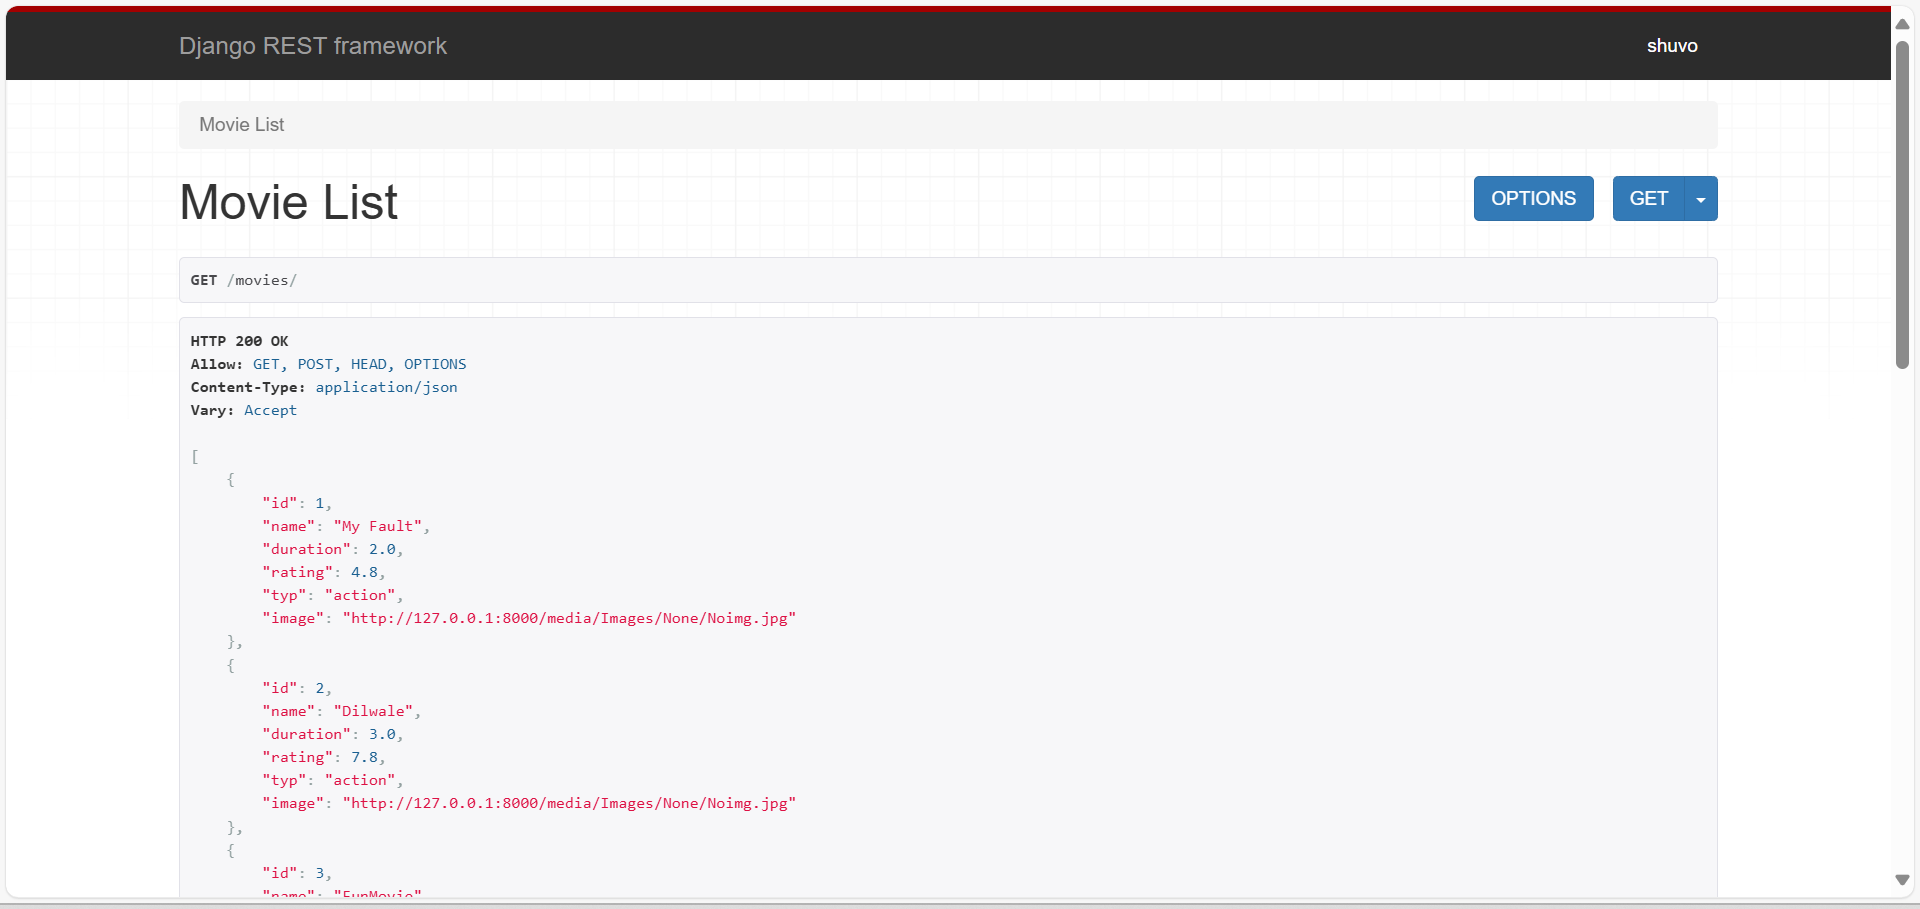 Django REST framework
shuvo
Movie List
Movie List
OPTIONS
GET
GET /movies/
HTTP 200 OK
Allow: GET, POST, HEAD, OPTIONS
Content-Type: application/json
Vary: Accept
[
{
"id": 1,
"name": "My Fault",
"duration": 2.0,
"rating": 4.8,
"typ": "action",
"image": "http://127.0.0.1:8000/media/Images/None/Noimg.jpg"
},
{
"id": 2,
"name": "Dilwale",
"duration": 3.0,
"rating": 7.8,
"typ": "action",
"image": "http://127.0.0.1:8000/media/Images/None/Noimg.jpg"
},
{
"id": 3,
"name": "FunMovie"